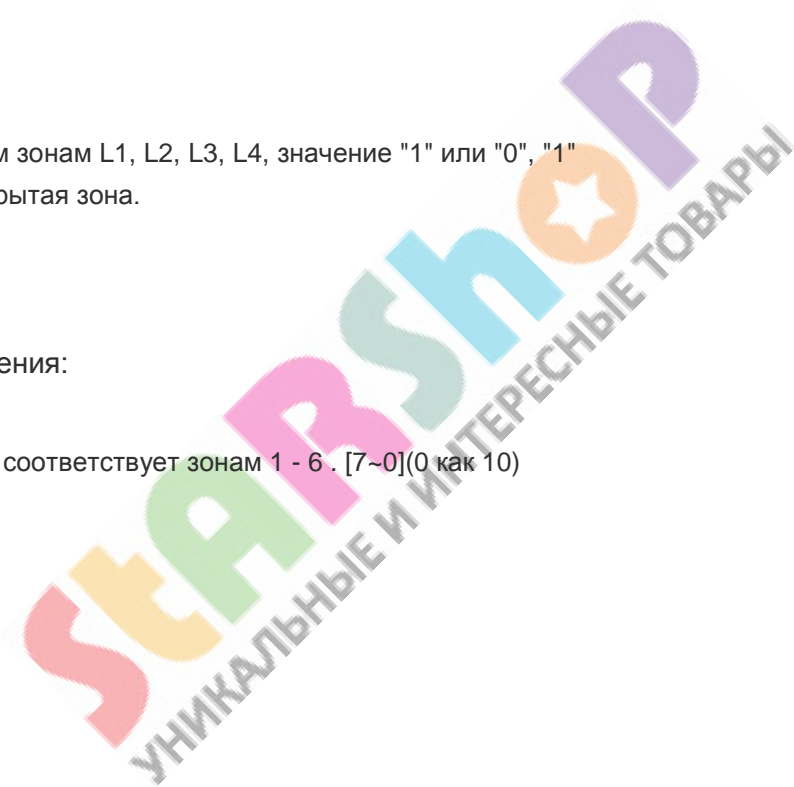 м зонам L1, L2, L3, L4, значение "1" или "0", "1"
рытая зона.
ения:
соответствует зонам 1 - 6 . [7~0](0 как 10)
StARShoP
УНИКАЛЬНЫЕ И ИНТЕРЕСНЫЕ ТОВАРЫ